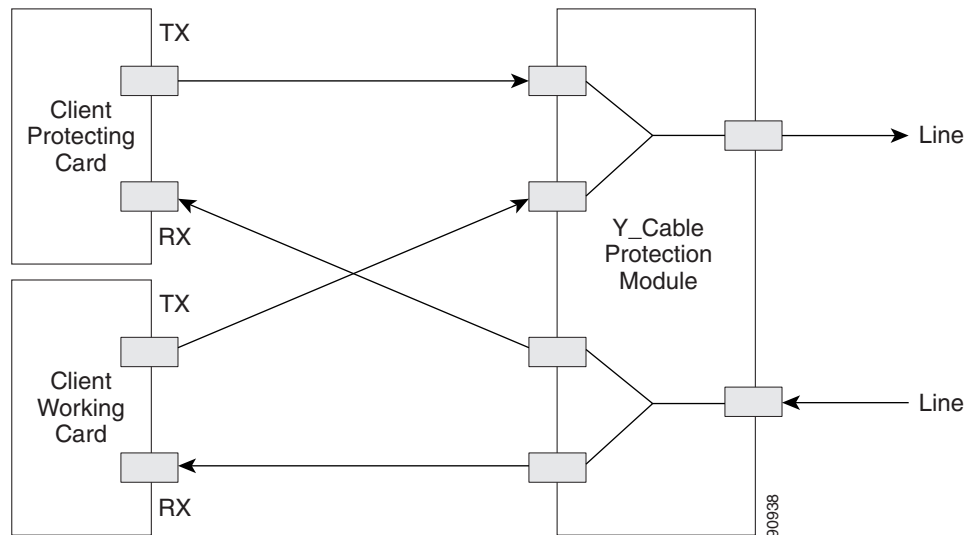 TX
Client
Protecting
Card
RX
TX
Client
Working
Card
RX
Y_Cable
Protection
Module
Line
Line
90938